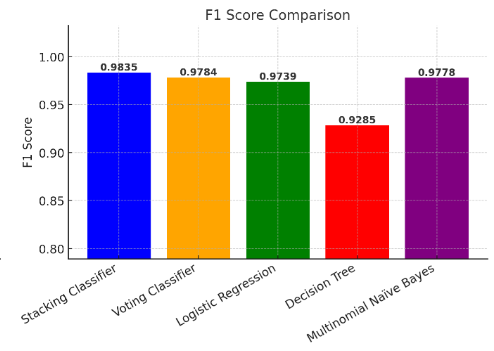 F1 Score Comparison
F1 Score
1.00
0.95
0.90
0.85
0.80
0.9835
0.9784
0.9739
0.9285
0.9778
Stacking Classifier
Voting Classifier
Logistic Regression
Decision Tree
Multinomial Naïve Bayes